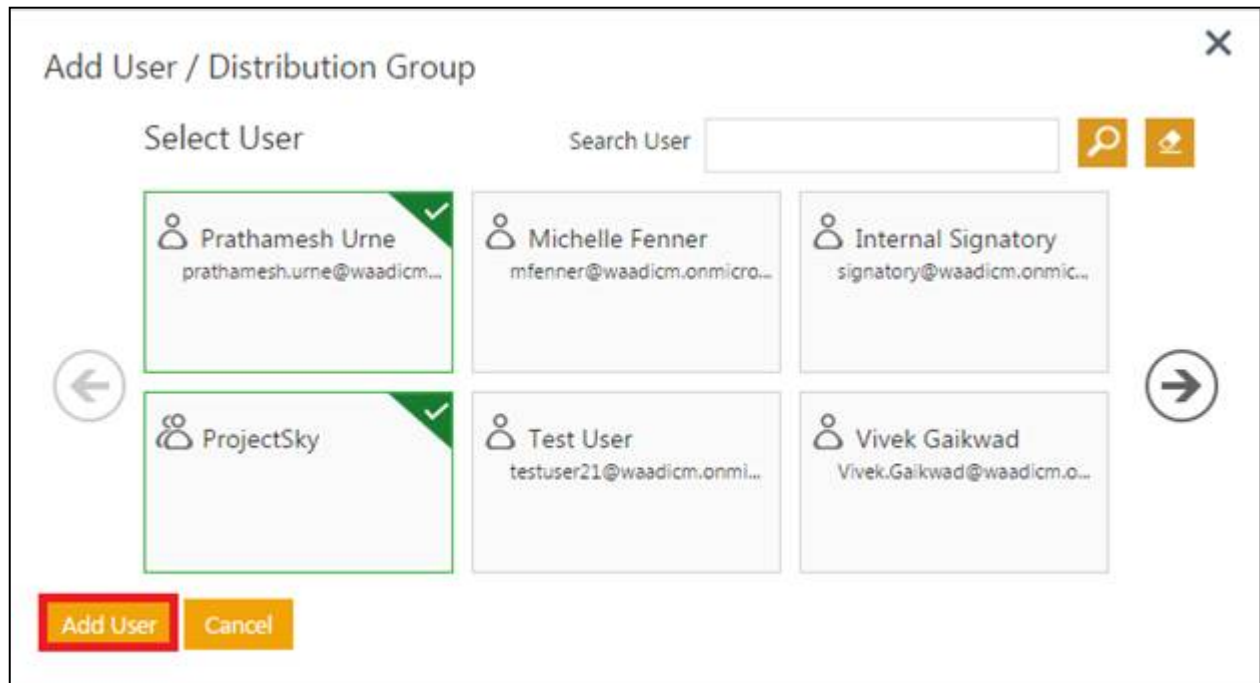 Add User / Distribution Group
Select User
Search User
Prathamesh Urne
prathamesh.urne@waadicm...
Michelle Fenner
mfenner@waadicm.onmicro...
Internal Signatory
signatory@waadicm.onmic...
ProjectSky
Test User
testuser21@waadicm.onmi...
Vivek Gaikwad
Vivek.Gaikwad@waadicm.o...
Add User
Cancel